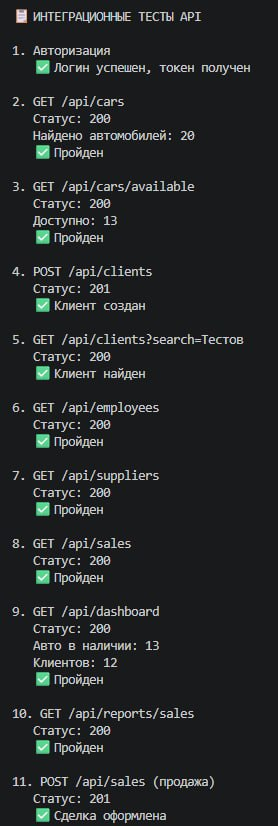 📋 ИНТЕГРАЦИОННЫЕ ТЕСТЫ API
1. Авторизация
✅ Логин успешен, токен получен
2. GET /api/cars
Статус: 200
Найдено автомобилей: 20
✅ Пройден
3. GET /api/cars/available
Статус: 200
Доступно: 13
✅ Пройден
4. POST /api/clients
Статус: 201
✅ Клиент создан
5. GET /api/clients?search=Тестов
Статус: 200
✅ Клиент найден
6. GET /api/employees
Статус: 200
✅ Пройден
7. GET /api/suppliers
Статус: 200
✅ Пройден
8. GET /api/sales
Статус: 200
✅ Пройден
9. GET /api/dashboard
Статус: 200
Авто в наличии: 13
Клиентов: 12
✅ Пройден
10. GET /api/reports/sales
Статус: 200
✅ Пройден
11. POST /api/sales (продажа)
Статус: 201
✅ Сделка оформлена